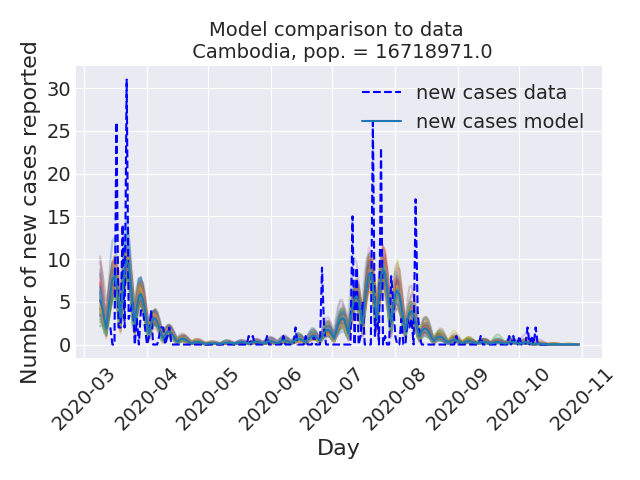 Model comparison to data
Cambodia, pop. = 16718971.0
Number of new cases reported
30
25
20
15
10
5
0
new cases data
new cases model
2020-03
2020-04
2020-05
2020-06
2020-07
2020-08
2020-09
2020-10
2020-11
Day